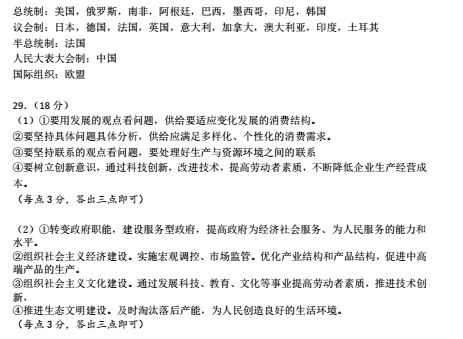 总统制：美国，俄罗斯，南非，阿根廷，巴西，墨西哥，印尼，韩国
议会制：日本，德国，法国，英国，意大利，加拿大，澳大利亚，印度，土耳其
半总统制：法国
人民大表大会制：中国
国际组织：欧盟
29.（18 分）
（1）①要用发展的观点看问题，供给要适应变化发展的消费结构。
②要坚持具体问题具体分析，供给应满足多样化、个性化的消费需求。
③要坚持联系的观点看问题，要处理好生产与资源环境之间的联系
④要树立创新意识，通过科技创新，改进技术，提高劳动者素质，不断降低企业生产经营成
本。
（每点 3 分，答出三点即可）
（2）①转变政府职能，建设服务型政府，提高政府为经济社会服务、为人民服务的能力和
水平。
②组织社会主义经济建设。实施宏观调控、市场监管。优化产业结构和产品结构，促进中高
端产品的生产。
③组织社会主义文化建设。通过发展科技、教育、文化等事业提高劳动者素质，推进技术创
新，
④推进生态文明建设。及时淘汰落后产能，为人民创造良好的生活环境。
（每点 3 分，答出三点即可）